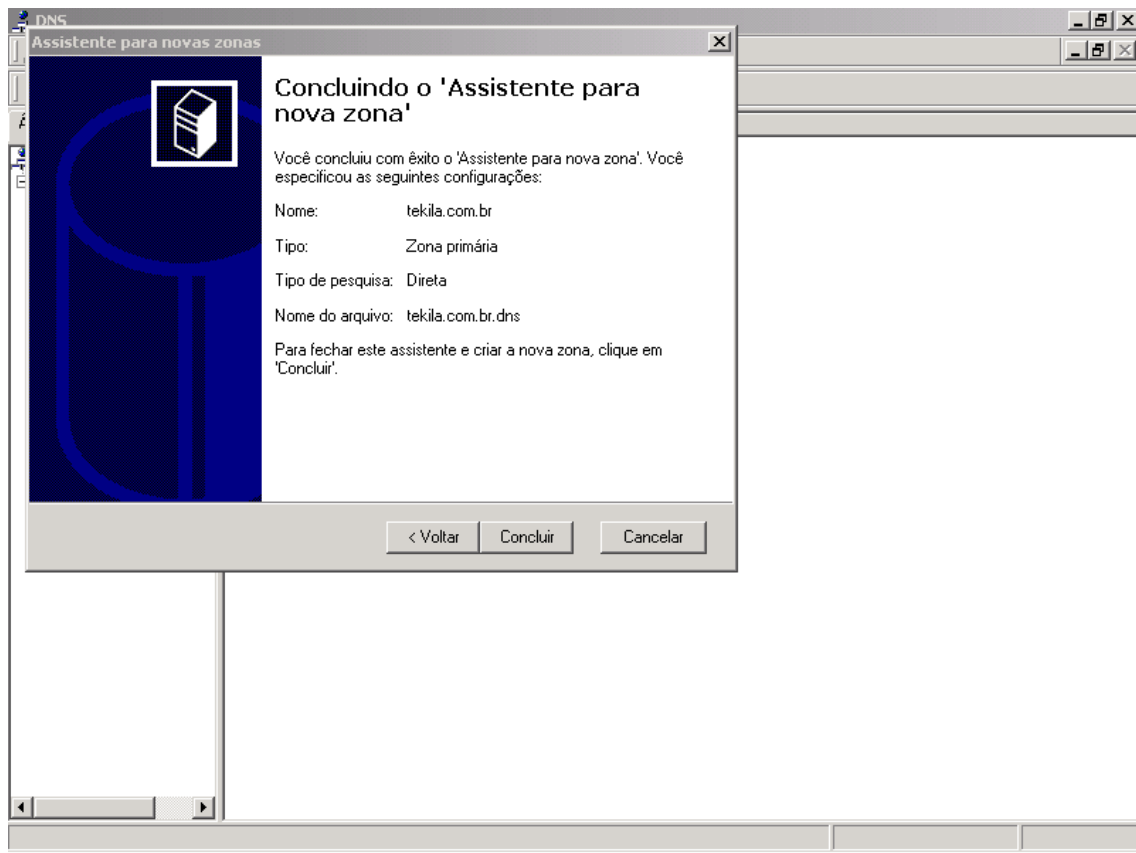 DNS
Assistente para novas zonas
Concluindo o 'Assistente para
nova zona'
Você concluiu com êxito o 'Assistente para nova zona'. Você
especificou as seguintes configurações:
Nome: tekila.com.br
Tipo: Zona primária
Tipo de pesquisa: Direta
Nome do arquivo: tekila.com.br.dns
Para fechar este assistente e criar a nova zona, clique em
'Concluir'.
< Voltar Concluir Cancelar